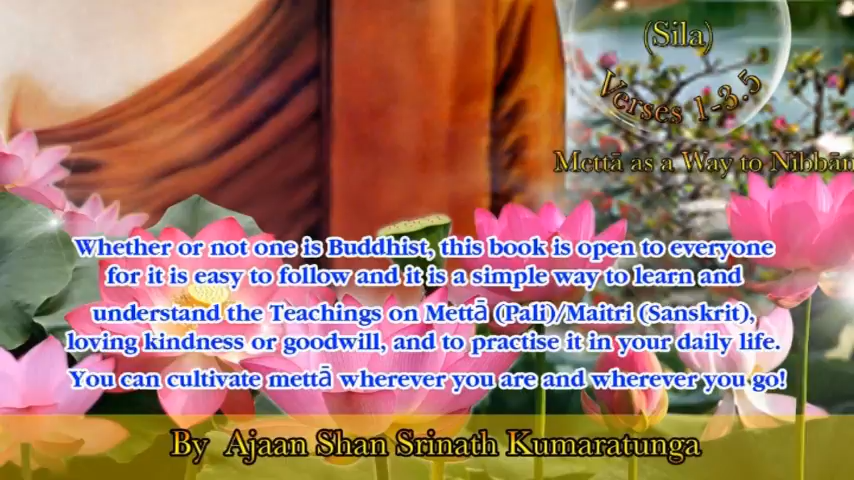 (Sila)
Verses 1-3.5
Mettā as a Way to Nibbān
Whether or not one is Buddhist, this book is open to everyone
for it is easy to follow and it is a simple way to learn and
understand the Teachings on Mettā (Pali)/Maitri (Sanskrit),
loving kindness or goodwill, and to practise it in your daily life.
You can cultivate mettā wherever you are and wherever you go!
By Ajaan Shan Srinath Kumaratunga